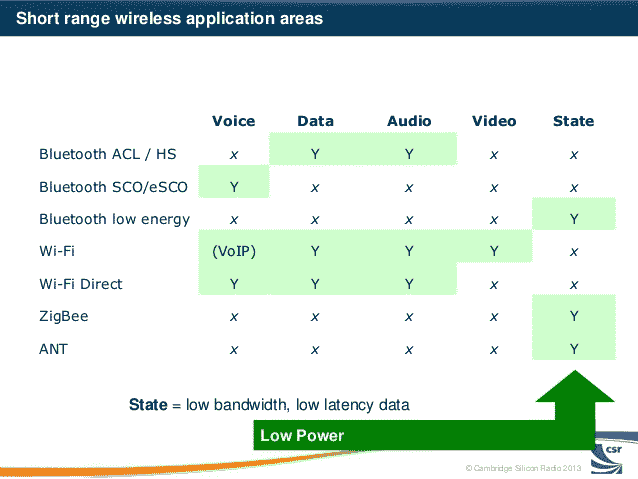 Short range wireless application areas
Voice Data Audio Video State
Bluetooth ACL / HS x Y Y x x
Bluetooth SCO/eSCO Y x x x x
Bluetooth low energy x x x x Y
Wi-Fi (VoIP) Y Y Y x
Wi-Fi Direct Y Y Y x x
ZigBee x x x x Y
ANT x x x x Y
State = low bandwidth, low latency data
Low Power
csr
© Cambridge Silicon Radio 2013